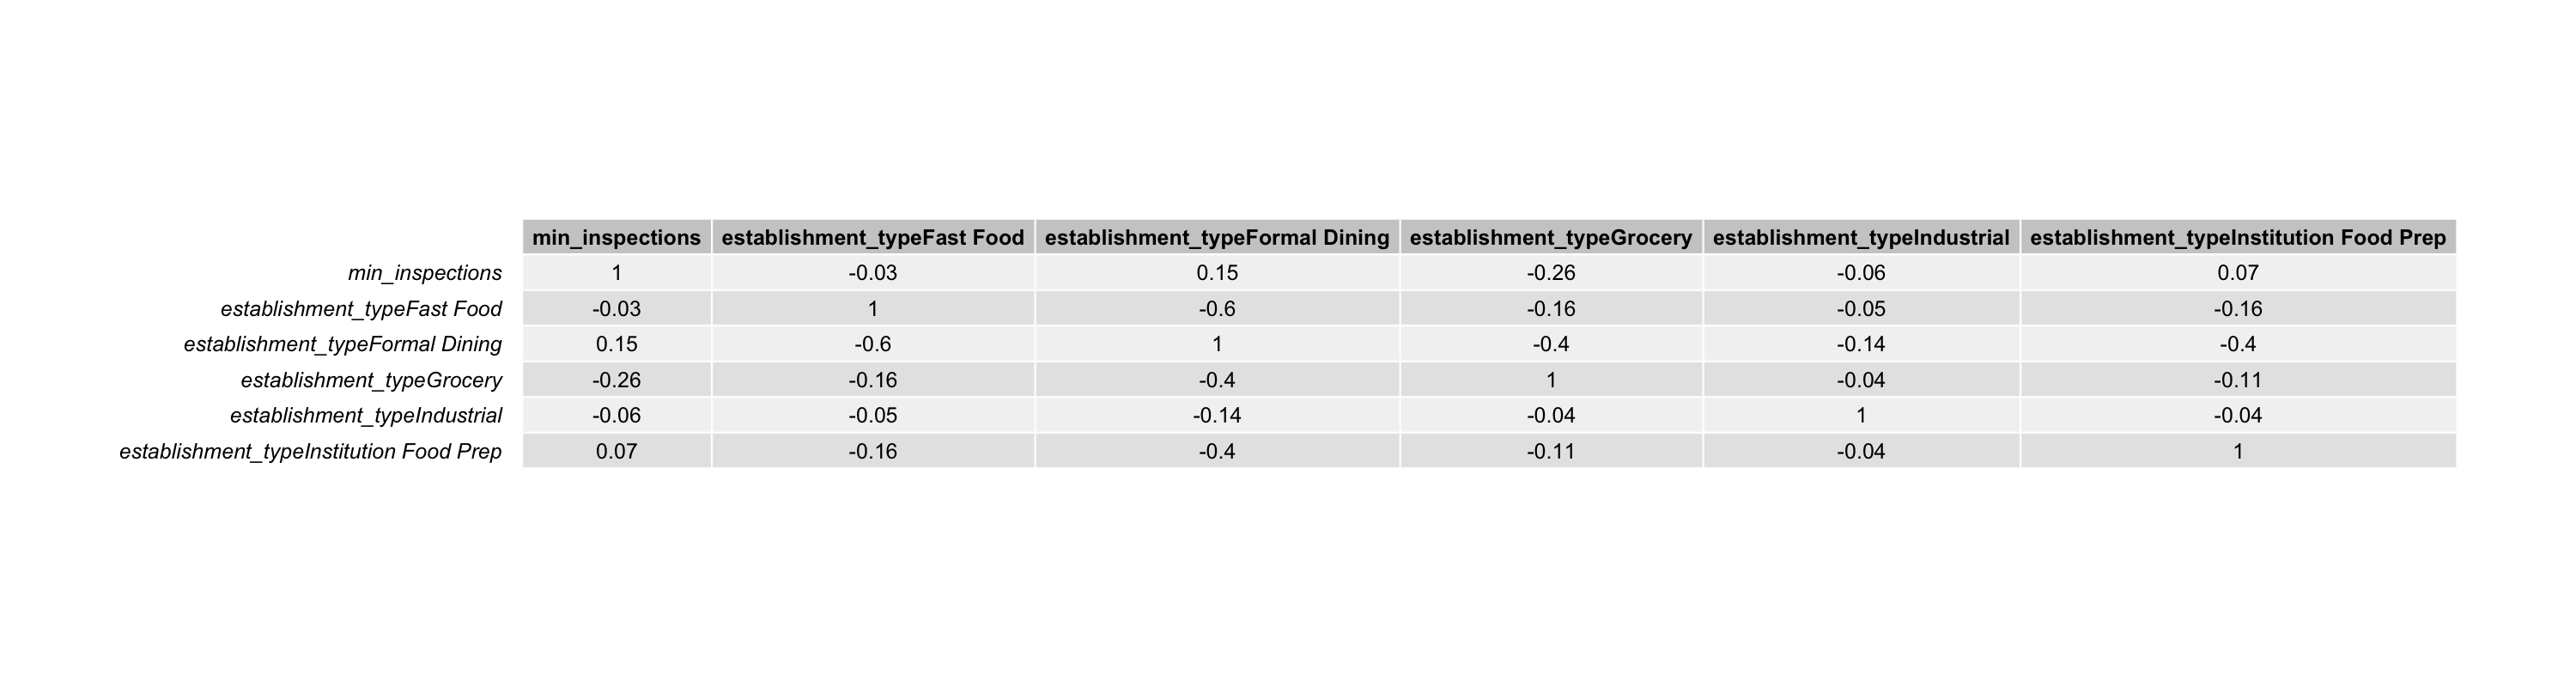 min_inspections establishment_typeFast Food establishment_typeFormal Dining establishment_typeGrocery establishment_typeIndustrial establishment_typeInstitution Food Prep
min_inspections 1 -0.03 0.15 -0.26 -0.06 0.07
establishment_typeFast Food -0.03 1 -0.6 -0.16 -0.05 -0.16
establishment_typeFormal Dining 0.15 -0.6 1 -0.4 -0.14 -0.4
establishment_typeGrocery -0.26 -0.16 -0.4 1 -0.04 -0.11
establishment_typeIndustrial -0.06 -0.05 -0.14 -0.04 1 -0.04
establishment_typeInstitution Food Prep 0.07 -0.16 -0.4 -0.11 -0.04 1